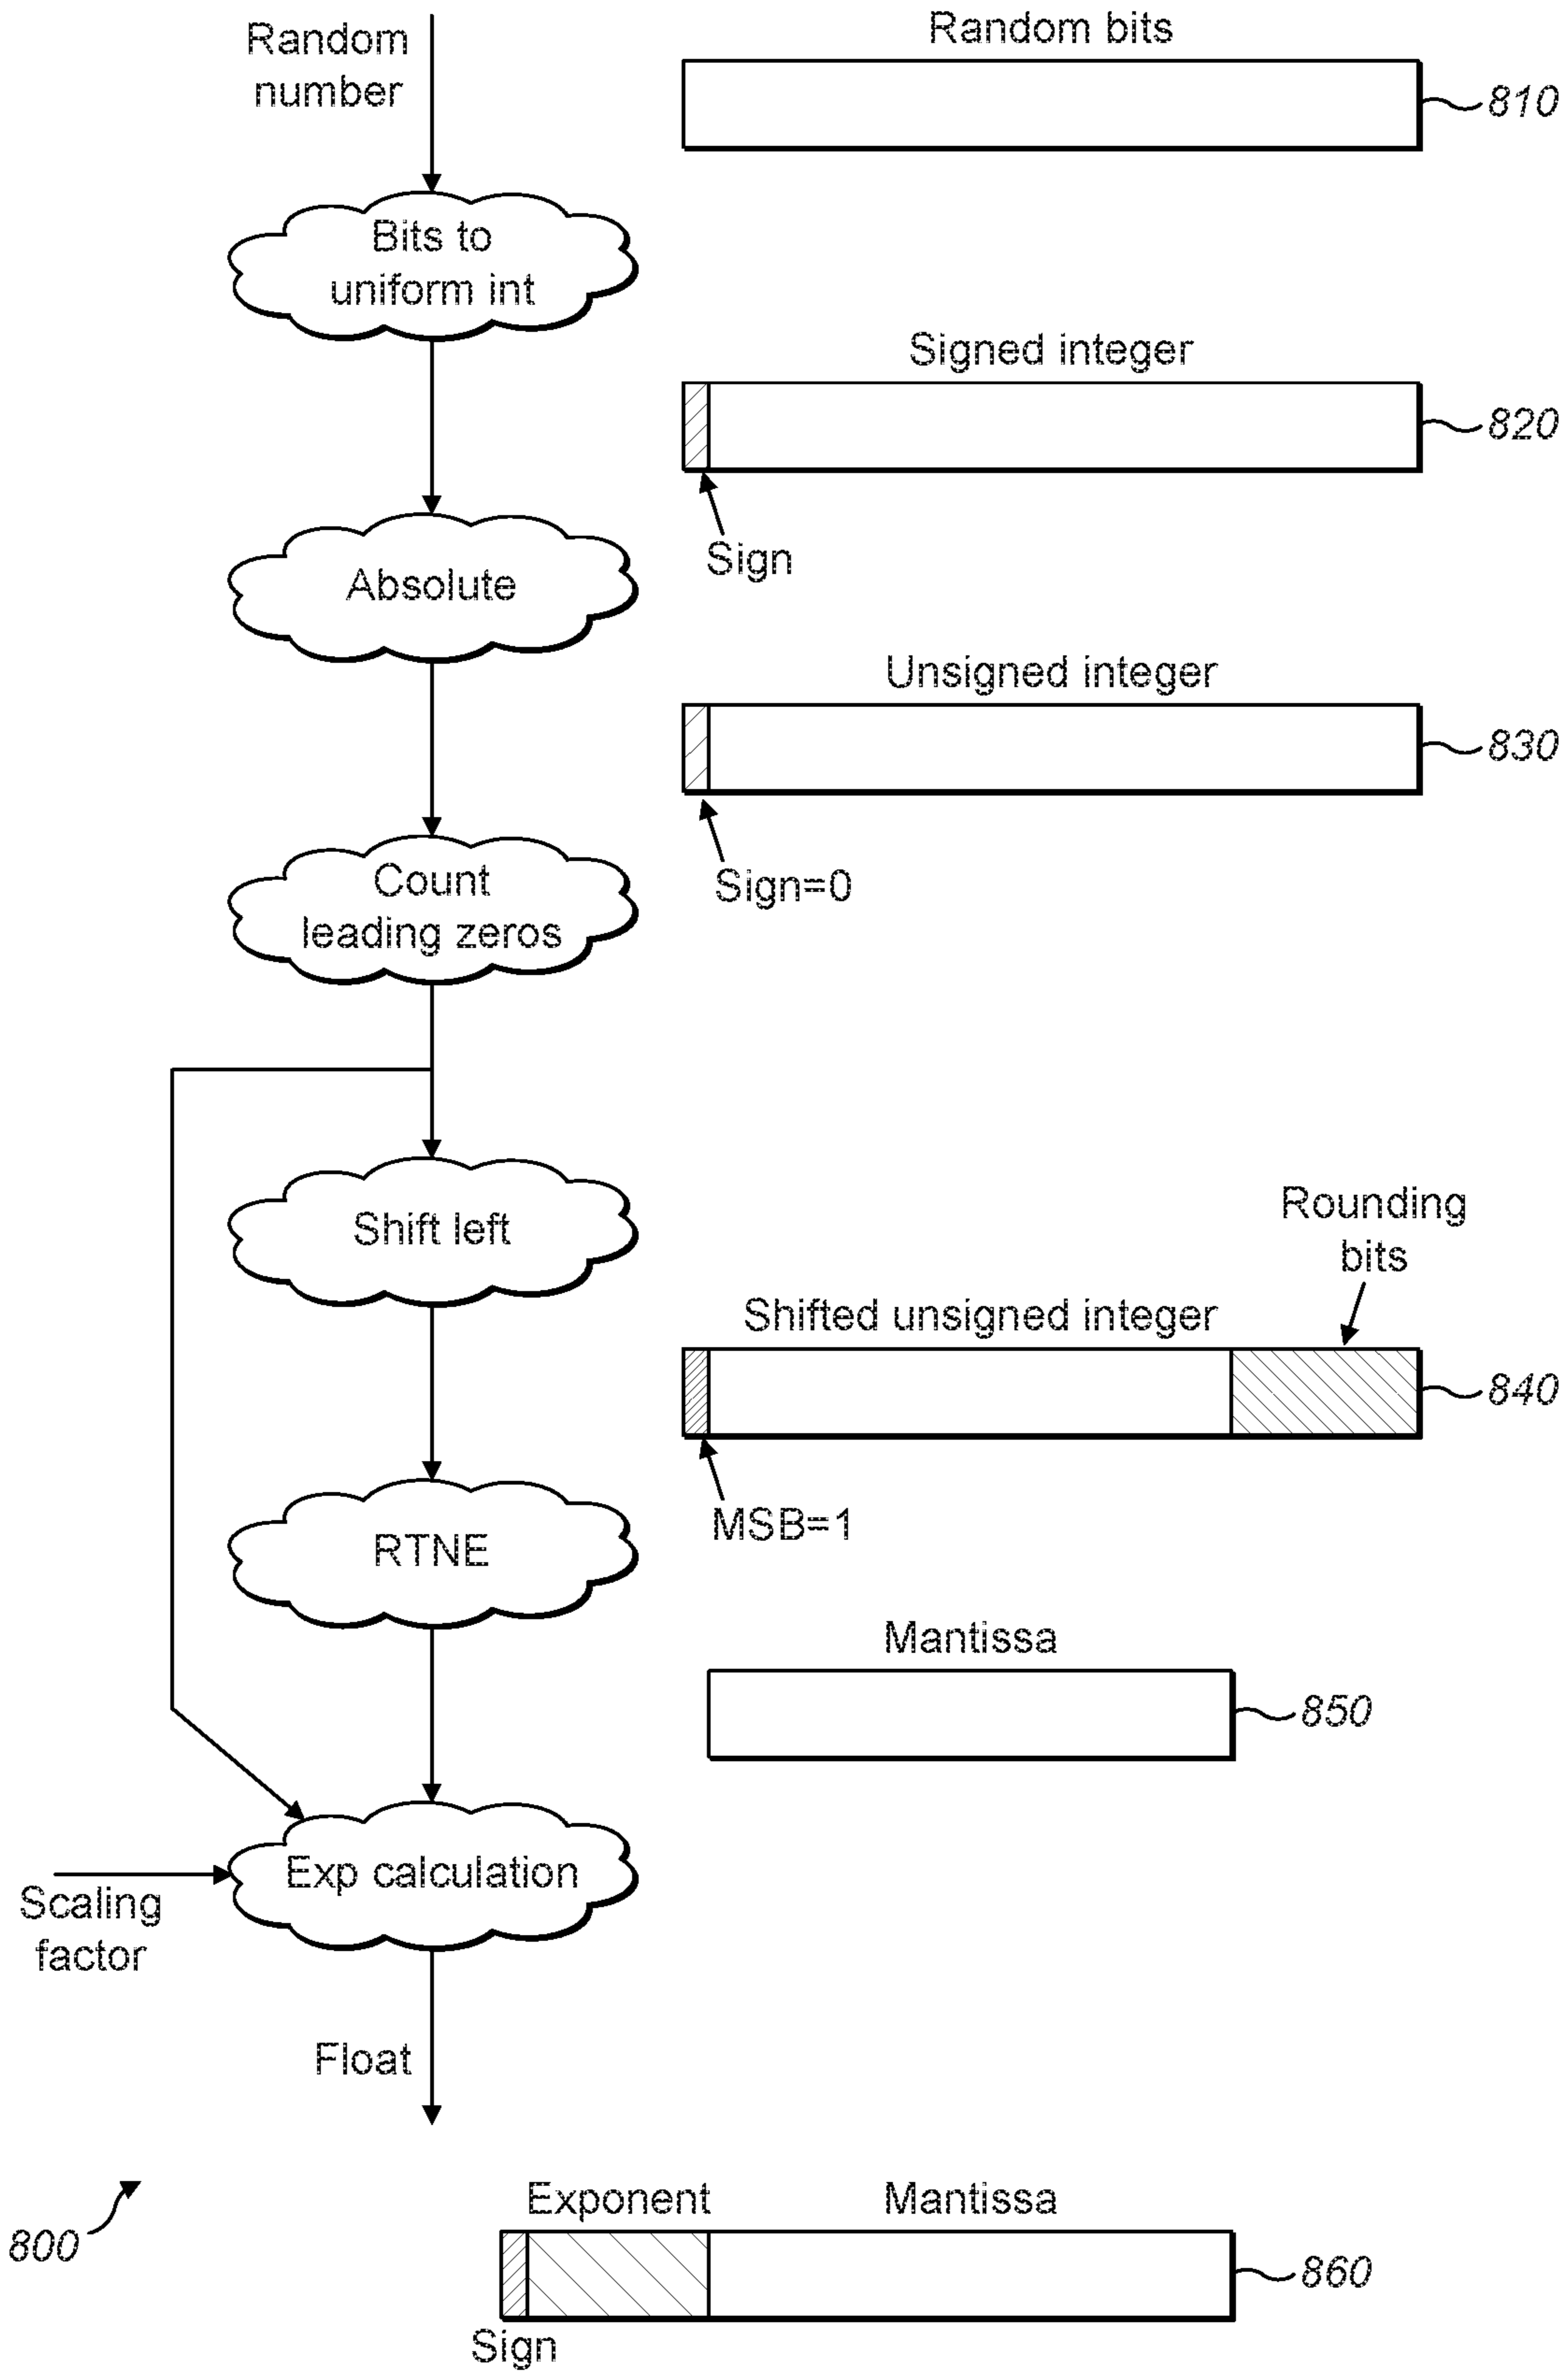 Random
number
Random bits
810
Bits to
uniform int
Signed integer
820
Sign
Absolute
Unsigned integer
830
Sign=0
Count
leading zeros
Shift left
Rounding
bits
Shifted unsigned integer
840
MSB=1
RTNE
Mantissa
850
Exp calculation
Scaling
factor
Float
800
Exponent
Mantissa
860
Sign